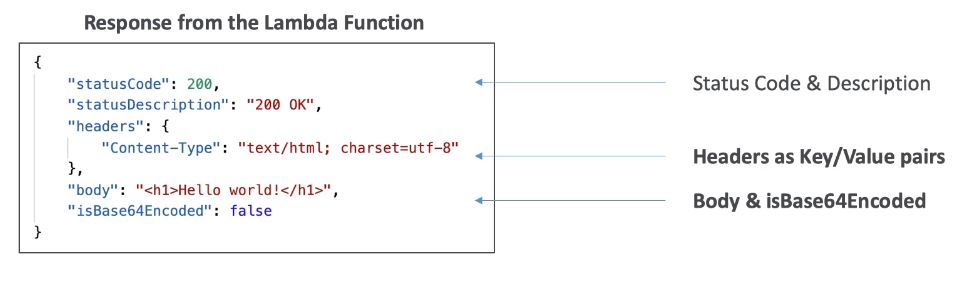 Response from the Lambda Function
{
"statusCode": 200,
"statusDescription": "200 OK",
"headers": {
"Content-Type": "text/html; charset=utf-8"
},
"body": "<h1>Hello world!</h1>",
"isBase64Encoded": false
}
Status Code & Description
Headers as Key/Value pairs
Body & isBase64Encoded